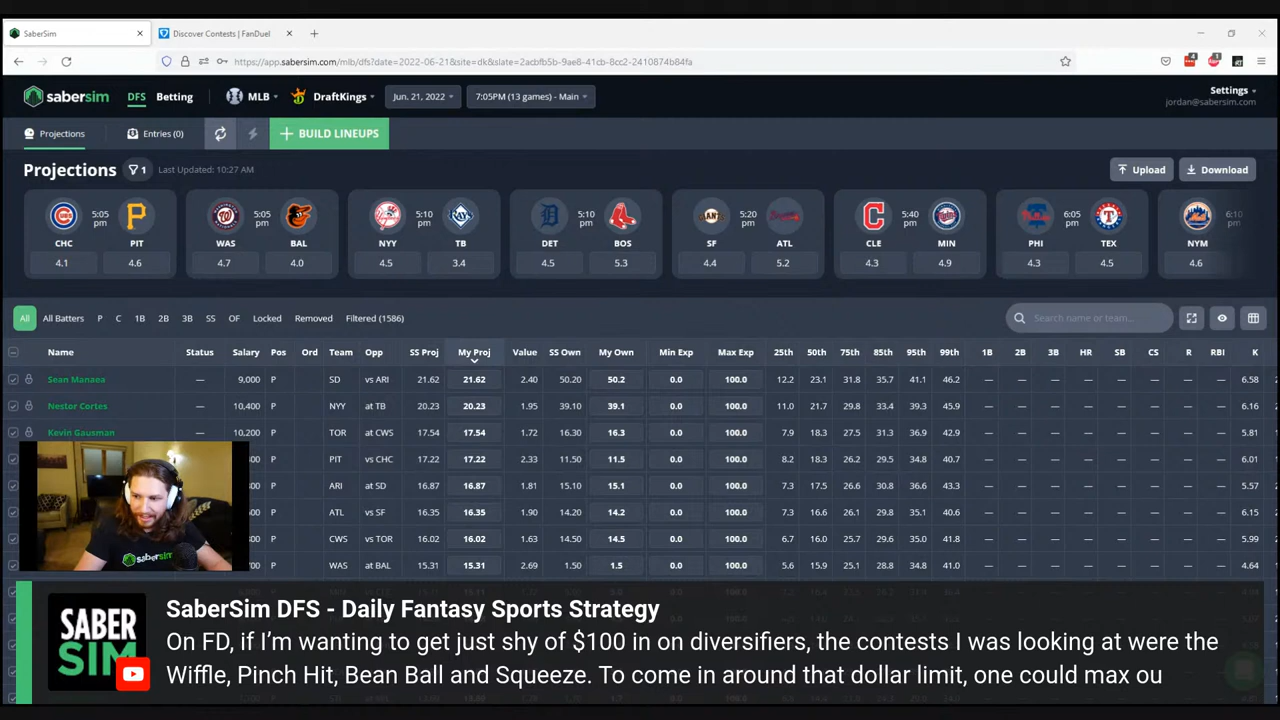 SaberSim
Discover Contests | FanDuel
https://app.sabersim.com/mlb/dfs?date=2022-06-21&site=dk&slate=2acbfb5b-9ae8-41cb-8cc2-2410874b84fa
sabersim DFS Betting MLB DraftKings Jun. 21, 2022 7:05PM (13 games) - Main Settings
jordan@sabersim.com
Projections Entries (0) BUILD LINEUPS
Projections 1 Last Updated: 10:27 AM Upload Download
CHC 5:05 pm PIT WAS 5:05 pm BAL NYY 5:10 pm TB DET 5:10 pm BOS SF 5:20 pm ATL CLE 5:40 pm MIN PHI 6:05 pm TEX NYM 6:10 pm
4.1 4.6 4.7 4.0 4.5 3.4 4.5 5.3 4.4 5.2 4.3 4.9 4.3 4.5 4.6
All All Batters P C 1B 2B 3B SS OF Locked Removed Filtered (1586) Search name or team...
Name Status Salary Pos Ord Team Opp SS Proj My Proj Value SS Own My Own Min Exp Max Exp 25th 50th 75th 85th 95th 99th 1B 2B 3B HR SB CS R RBI K
Sean Manaea — 9,000 P SD vs ARI 21.62 21.62 2.40 50.20 50.2 0.0 100.0 12.2 23.1 31.8 35.7 41.1 46.2 — — — — — — — — 6.58
Nestor Cortes — 10,400 P NYY at TB 20.23 20.23 1.95 39.10 39.1 0.0 100.0 11.0 21.7 29.8 33.4 39.3 45.9 — — — — — — — — 6.16
Kevin Gausman — 10,200 P TOR at CWS 17.54 17.54 1.72 16.30 16.3 0.0 100.0 7.9 18.3 27.5 31.3 36.9 42.9 — — — — — — — — 5.81
P PIT vs CHC 17.22 17.22 2.33 11.50 11.5 0.0 100.0 8.2 18.3 26.2 29.5 34.8 40.7 — — — — — — — — 6.01
P ARI at SD 16.87 16.87 1.81 15.10 15.1 0.0 100.0 7.3 17.5 26.6 30.8 36.6 43.3 — — — — — — — — 5.57
P ATL vs SF 16.35 16.35 1.90 14.20 14.2 0.0 100.0 7.3 16.6 26.1 29.1 35.1 40.6 — — — — — — — — 6.15
P CWS vs TOR 16.02 16.02 1.63 14.50 14.5 0.0 100.0 6.7 16.0 25.7 29.6 35.0 41.8 — — — — — — — — 5.99
P WAS at BAL 15.31 15.31 2.69 1.50 1.5 0.0 100.0 5.6 15.9 25.1 28.8 34.9 41.0 — — — — — — — — 4.64
sabersim
SABER SIM
SaberSim DFS - Daily Fantasy Sports Strategy
On FD, if I'm wanting to get just shy of $100 in on diversifiers, the contests I was looking at were the
Wiffle, Pinch Hit, Bean Ball and Squeeze. To come in around that dollar limit, one could max ou